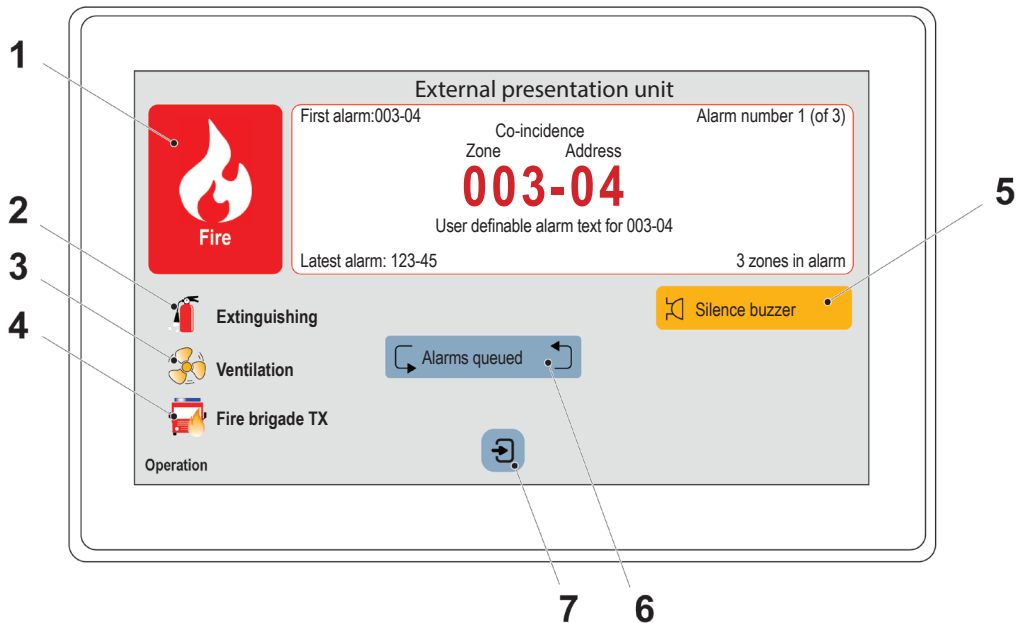 1
External presentation unit
First alarm:003-04
Alarm number 1 (of 3)
Co-incidence
Zone Address
003-04
User definable alarm text for 003-04
Fire
Latest alarm: 123-45
3 zones in alarm
2
5
3
4
Extinguishing
Silence buzzer
Ventilation
Alarms queued
Fire brigade TX
Operation
7
6